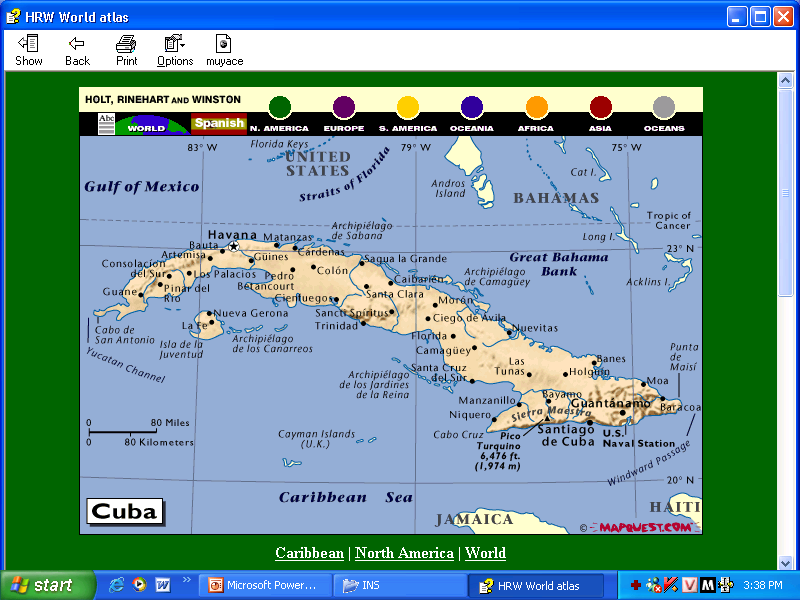 HRW World atlas
Show Back Print Options muyace
HOLT, RINEHART AND WINSTON
Abc WORLD Spanish N. AMERICA EUROPE S. AMERICA OCEANIA AFRICA ASIA OCEANS
83° W 79° W 75° W
Florida Keys
UNITED
STATES
Straits of Florida
Gulf of Mexico
Andros
Island
BAHAMAS
Cat I.
Tropic of
Cancer
Long I.
23° N
Acklins I.
Great Bahama
Bank
Archipiélago
de Sabana
Archipiélago
de Camagüey
Havana
Matanzas
Bauta
Artemisa
Güines
Cárdenas
Sagua la Grande
Consolación
del Sur
Los Palacios
Pedro
Betancourt
Colón
Caibarién
Guane
Pinar del
Río
Cienfuegos
Santa Clara
Morón
Nueva Gerona
La Fe
Sancti Spíritus
Trinidad
Ciego de Ávila
Nuevitas
Cabo de
San Antonio
Isla de la
Juventud
Archipiélago
de los Canarreos
Florida
Camagüey
Yucatan Channel
Archipiélago
de los Jardines
de la Reina
Santa Cruz
del Sur
Las
Tunas
Holguín
Banes
Punta
de
Maisí
Moa
Manzanillo
Bayamo
Guantánamo
Baracoa
Niquero
Sierra Maestra
Cabo Cruz
Pico
Turquino
6,476 ft.
(1,974 m)
Santiago
de Cuba
U.S.
Naval Station
Windward Passage
0 80 Miles
0 80 Kilometers
Cayman Islands
(U.K.)
20° N
Caribbean Sea
Cuba
JAMAICA
HAITI
© MAPQUEST.COM
Caribbean | North America | World
start
Microsoft Power...
INS
HRW World atlas
3:38 PM